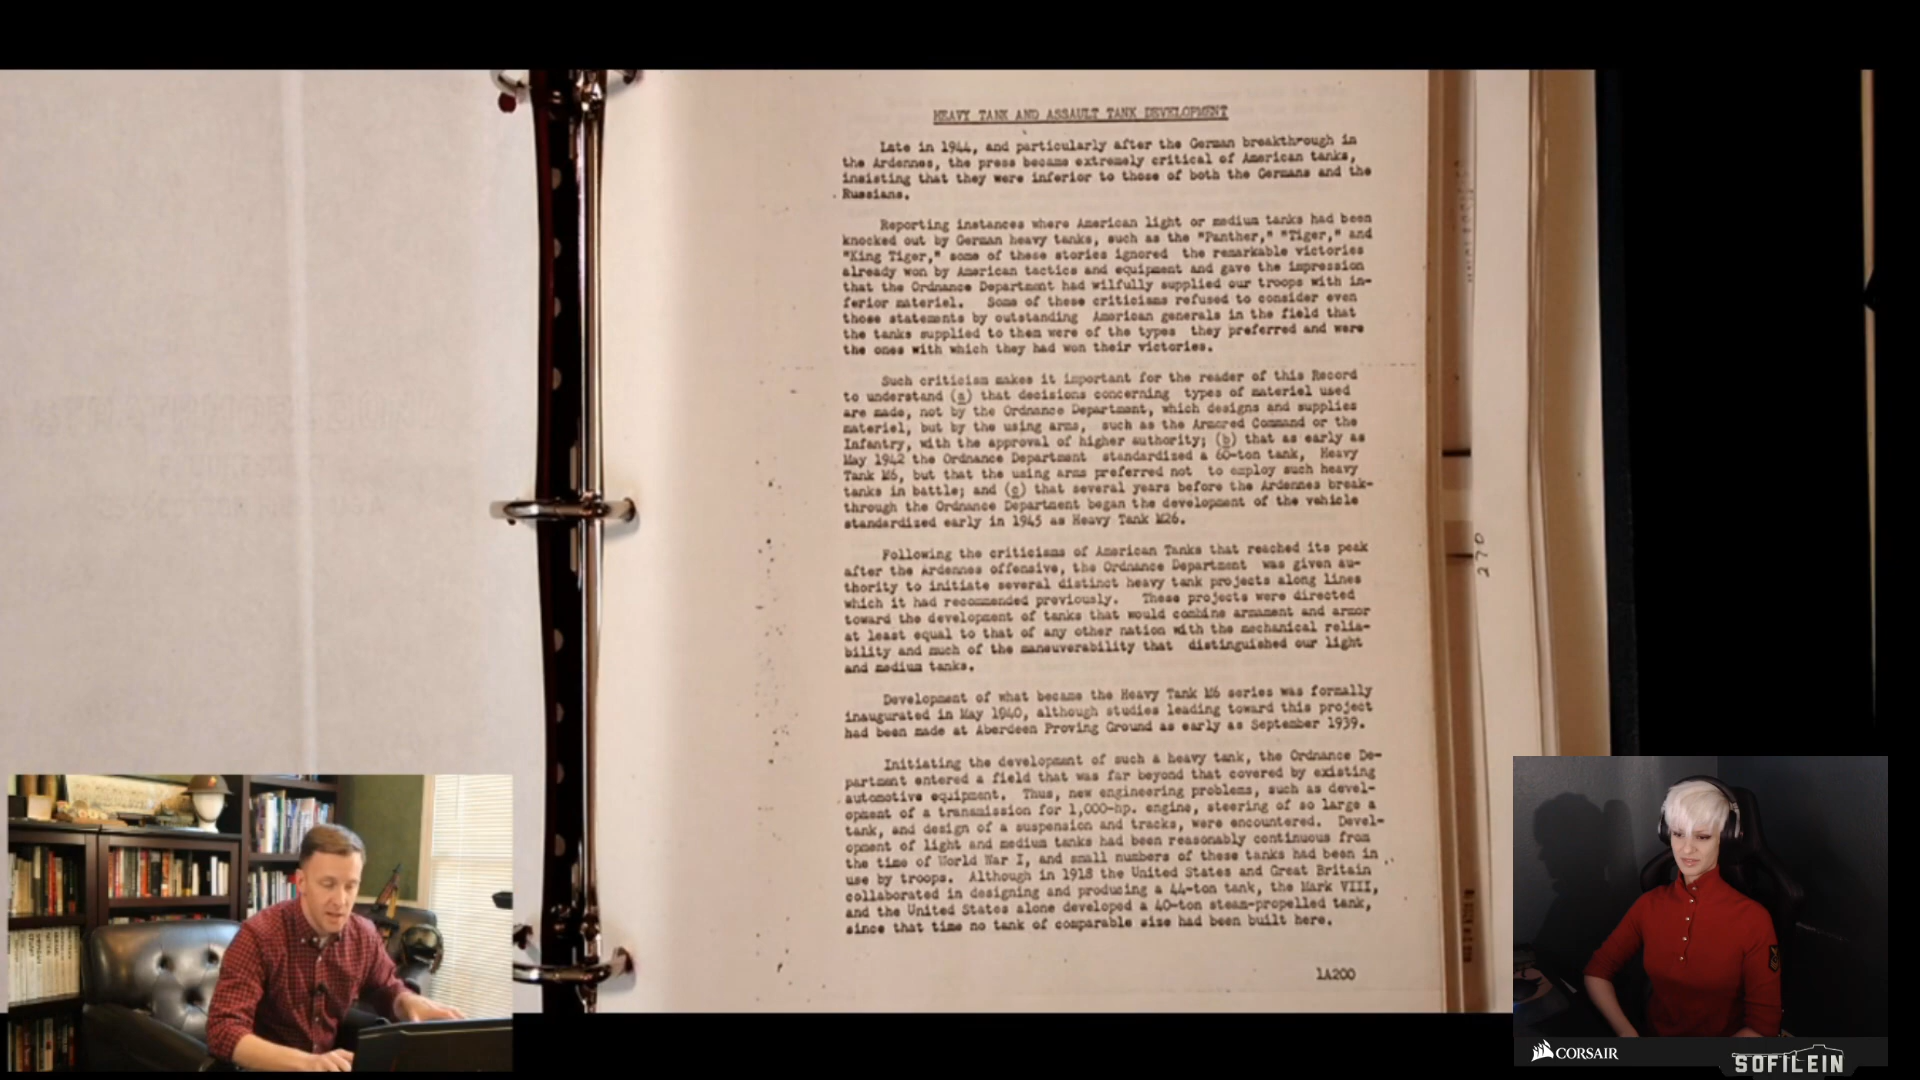 HEAVY TANK AND ASSAULT TANK DEVELOPMENT
Late in 1944, and particularly after the German breakthrough in
the Ardennes, the press became extremely critical of American tanks,
insisting that they were inferior to those of both the Germans and the
Russians.
Reporting instances where American light or medium tanks had been
knocked out by German heavy tanks, such as the "Panther," "Tiger," and
"King Tiger," some of these stories ignored the remarkable victories
already won by American tactics and equipment and gave the impression
that the Ordnance Department had wilfully supplied our troops with in-
ferior materiel. Some of these criticisms refused to consider even
those statements by outstanding American generals in the field that
the tanks supplied to them were of the types they preferred and were
the ones with which they had won their victories.
Such criticism makes it important for the reader of this Record
to understand (a) that decisions concerning types of materiel used
are made, not by the Ordnance Department, which designs and supplies
materiel, but by the using arms, such as the Armored Command or the
Infantry, with the approval of higher authority; (b) that as early as
May 1942 the Ordnance Department standardized a 60-ton tank, Heavy
Tank M6, but that the using arms preferred not to employ such heavy
tanks in battle; and (c) that several years before the Ardennes break-
through the Ordnance Department began the development of the vehicle
standardized early in 1945 as Heavy Tank M26.
Following the criticisms of American Tanks that reached its peak
after the Ardennes offensive, the Ordnance Department was given au-
thority to initiate several distinct heavy tank projects along lines
which it had recommended previously. These projects were directed
toward the development of tanks that would combine armament and armor
at least equal to that of any other nation with the mechanical relia-
bility and much of the maneuverability that distinguished our light
and medium tanks.
Development of what became the Heavy Tank M6 series was formally
inaugurated in May 1940, although studies leading toward this project
had been made at Aberdeen Proving Ground as early as September 1939.
Initiating the development of such a heavy tank, the Ordnance De-
partment entered a field that was far beyond that covered by existing
automotive equipment. Thus, new engineering problems, such as devel-
opment of a transmission for 1,000-hp. engine, steering of so large a
tank, and design of a suspension and tracks, were encountered. Devel-
opment of light and medium tanks had been reasonably continuous from
the time of World War I, and small numbers of these tanks had been in
use by troops. Although in 1918 the United States and Great Britain
collaborated in designing and producing a 44-ton tank, the Mark VIII,
and the United States alone developed a 40-ton steam-propelled tank,
since that time no tank of comparable size had been built here.
1A200
270
CORSAIR
SOFILEIN